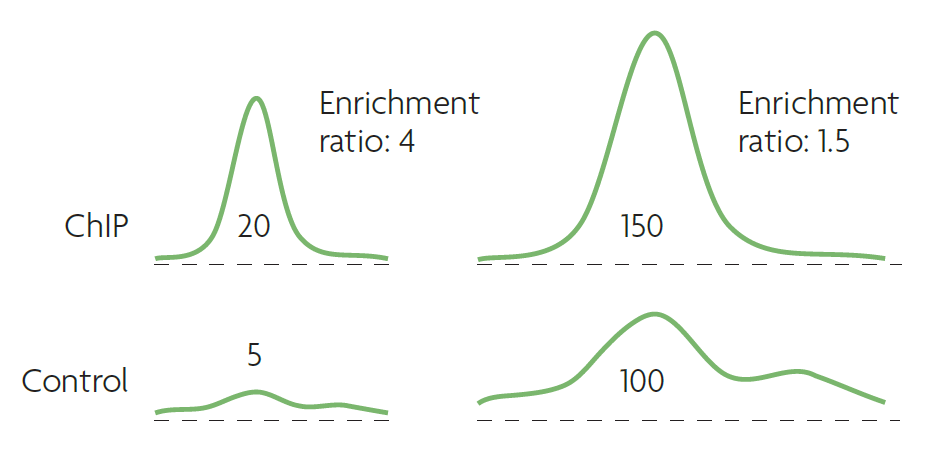 Enrichment
ratio: 4
Enrichment
ratio: 1.5
ChIP
20
150
5
Control
100